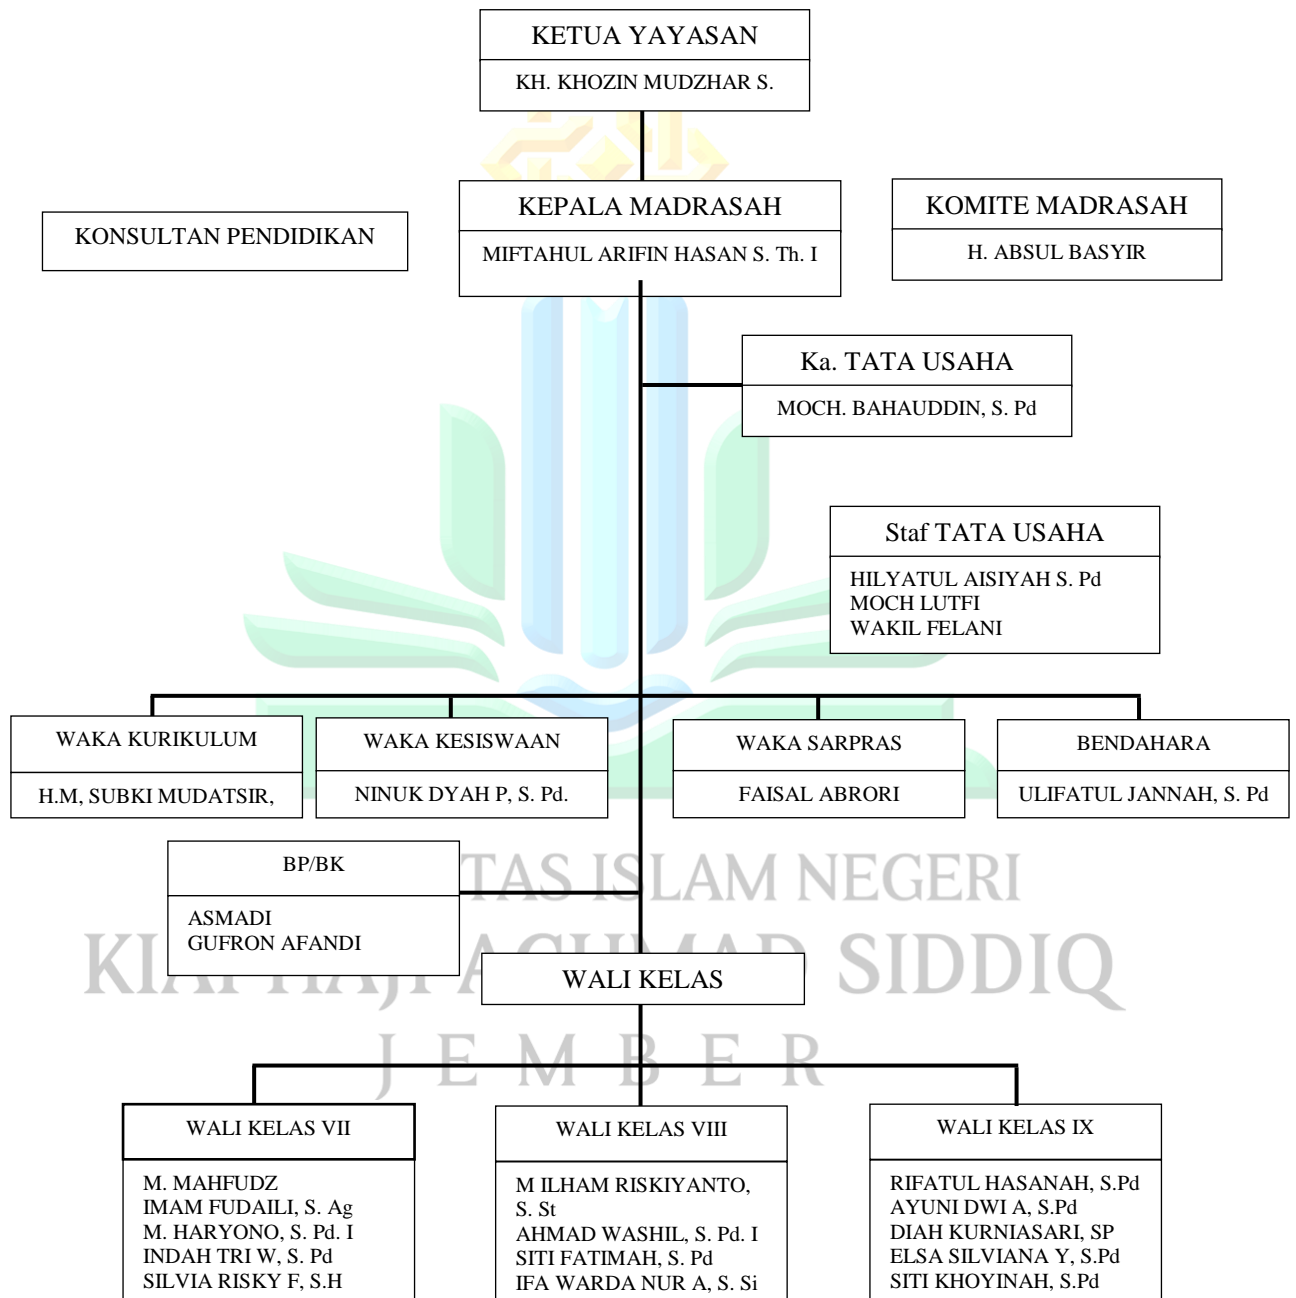 KETUA YAYASAN
KH. KHOZIN MUDZHAR S.
KEPALA MADRASAH
MIFTAHUL ARIFIN HASAN S. Th. I
KOMITE MADRASAH
H. ABSUL BASYIR
KONSULTAN PENDIDIKAN
Ka. TATA USAHA
MOCH. BAHAUDDIN, S. Pd
Staf TATA USAHA
HILYATUL AISIYAH S. Pd
MOCH LUTFI
WAKIL FELANI
WAKA KURIKULUM
H.M, SUBKI MUDATSIR,
WAKA KESISWAAN
NINUK DYAH P, S. Pd.
WAKA SARPRAS
FAISAL ABRORI
BENDAHARA
ULIFATUL JANNAH, S. Pd
BP/BK
ASMADI
GUFRON AFANDI
TAS ISLAM NEGERI
SIDDIQ
JEMBER
WALI KELAS
WALI KELAS VII
M. MAHFUDZ
IMAM FUDAILI, S. Ag
M. HARYONO, S. Pd. I
INDAH TRI W, S. Pd
SILVIA RISKY F, S.H
WALI KELAS VIII
M ILHAM RISKIYANTO,
S. St
AHMAD WASHIL, S. Pd. I
SITI FATIMAH, S. Pd
IFA WARDA NUR A, S. Si
WALI KELAS IX
RIFATUL HASANAH, S.Pd
AYUNI DWI A, S.Pd
DIAH KURNIASARI, SP
ELSA SILVIANA Y, S.Pd
SITI KHOYINAH, S.Pd